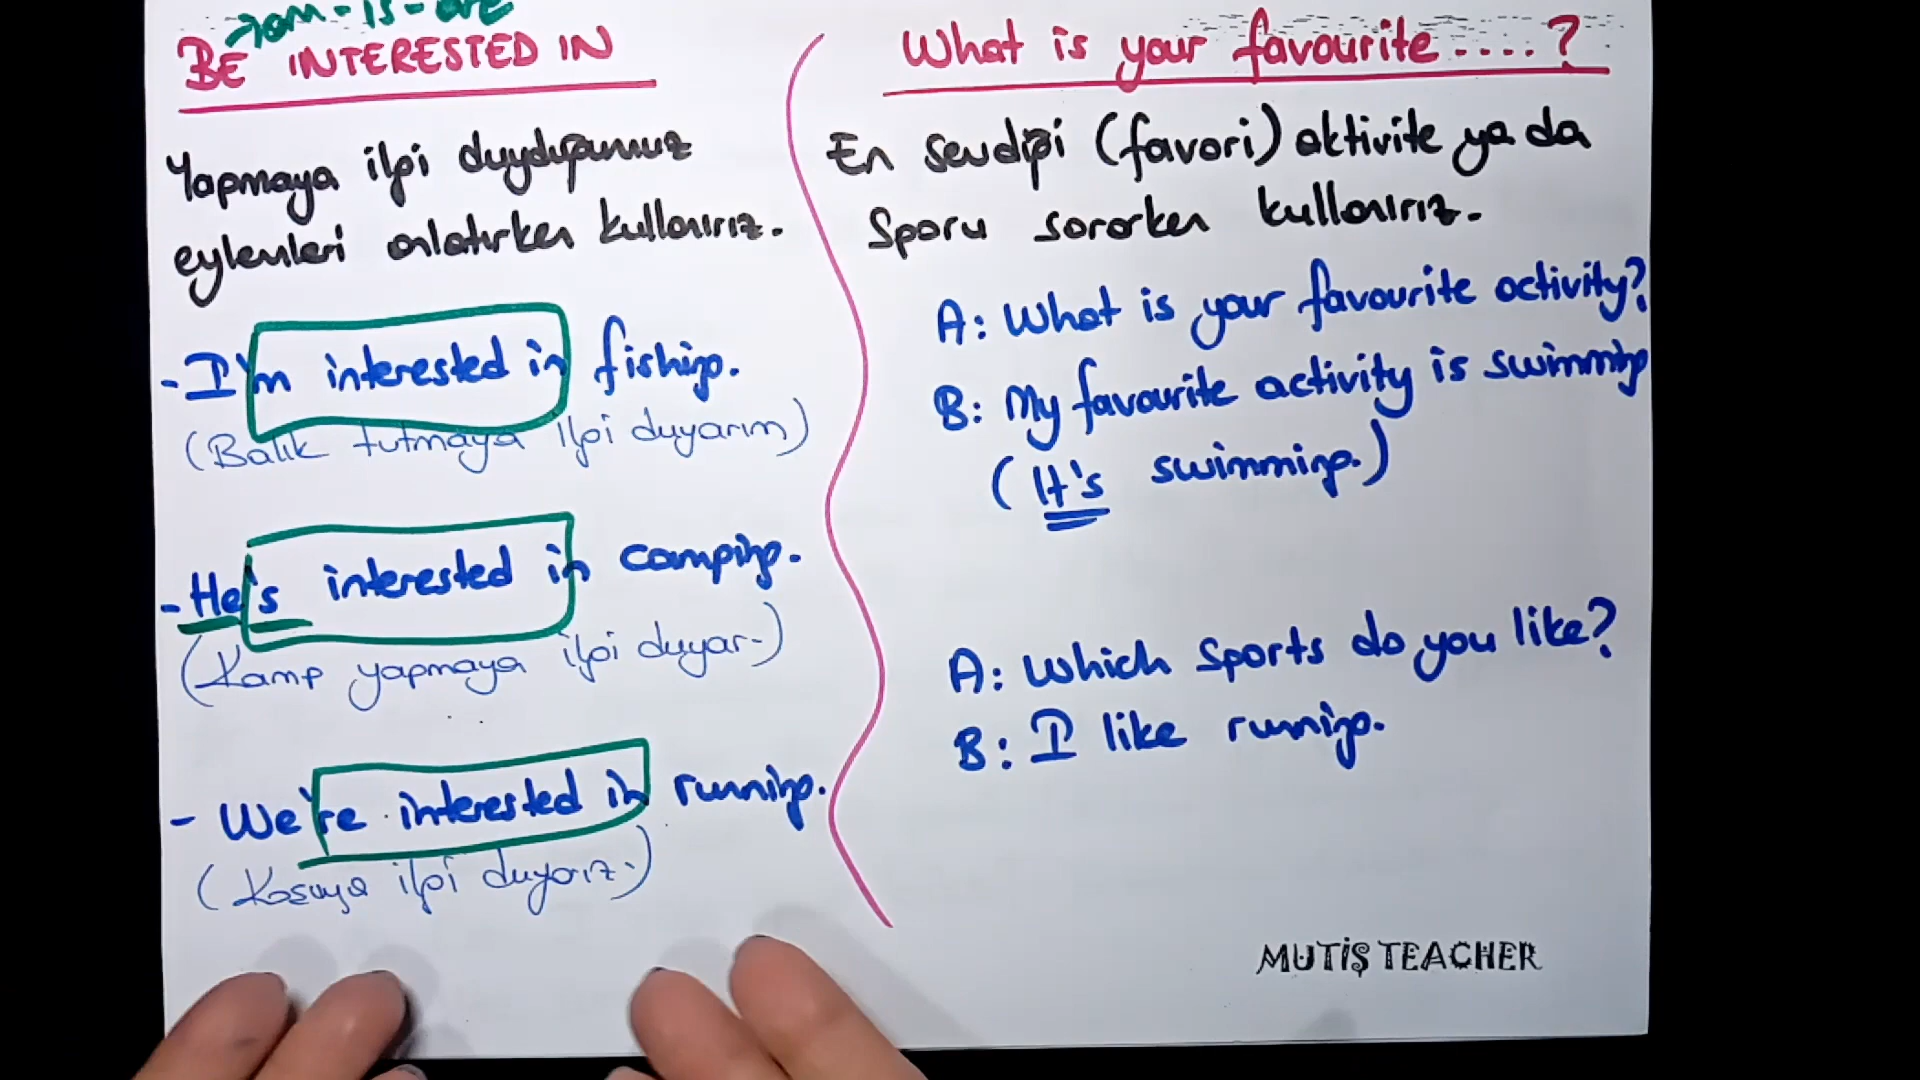 →am-is-are
BE INTERESTED IN
Yapmaya ilgi duyduğumuz
eylemleri anlatırken kullanırız.
- I'm interested in fishing.
(Balık tutmaya ilgi duyarım)
- He's interested in camping.
(Kamp yapmaya ilgi duyar.)
- We're interested in running.
(Koşuya ilgi duyarız.)
What is your favourite ....?
En sevdiği (favori) aktivite ya da
Sporu sorarken kullanırız.
A: What is your favourite activity?
B: My favourite activity is swimming
(It's swimming.)
A: Which sports do you like?
B: I like running.
MUTİŞ TEACHER